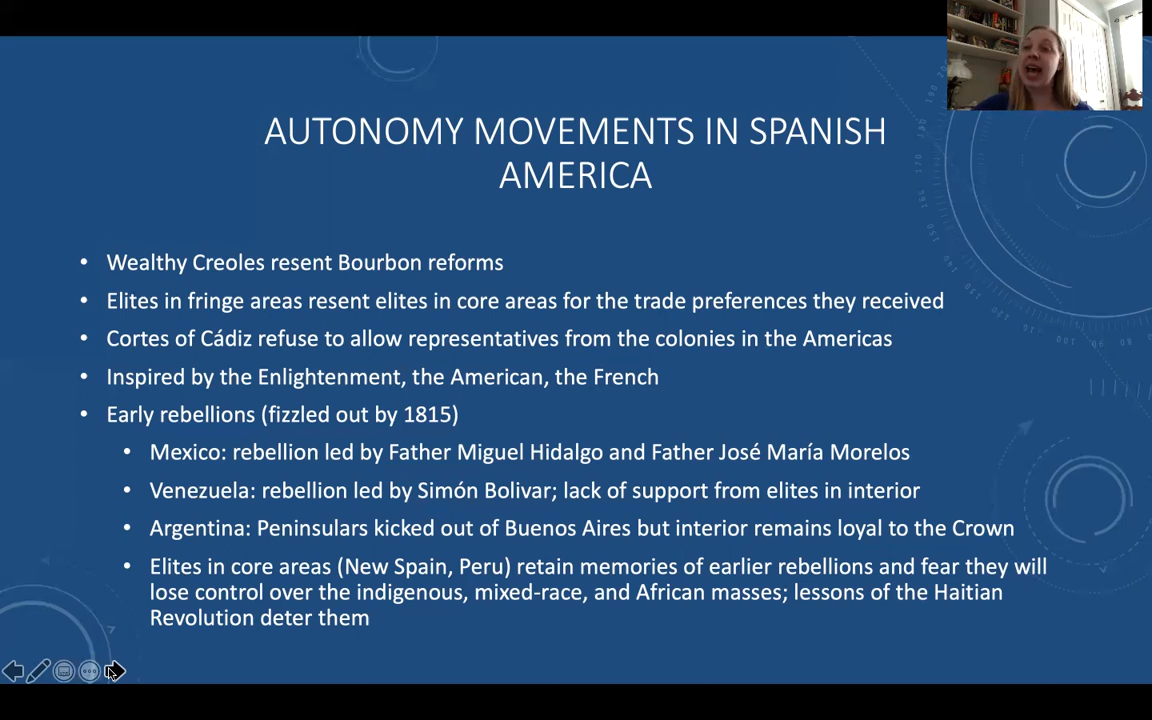 AUTONOMY MOVEMENTS IN SPANISH
AMERICA
• Wealthy Creoles resent Bourbon reforms
• Elites in fringe areas resent elites in core areas for the trade preferences they received
• Cortes of Cádiz refuse to allow representatives from the colonies in the Americas
• Inspired by the Enlightenment, the American, the French
• Early rebellions (fizzled out by 1815)
• Mexico: rebellion led by Father Miguel Hidalgo and Father José María Morelos
• Venezuela: rebellion led by Simón Bolivar; lack of support from elites in interior
• Argentina: Peninsulars kicked out of Buenos Aires but interior remains loyal to the Crown
• Elites in core areas (New Spain, Peru) retain memories of earlier rebellions and fear they will
lose control over the indigenous, mixed-race, and African masses; lessons of the Haitian
Revolution deter them